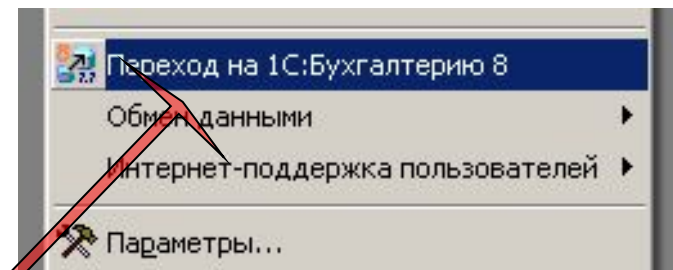 Переход на 1С:Бухгалтерию 8
Обмен данными
Интернет-поддержка пользователей
Параметры...